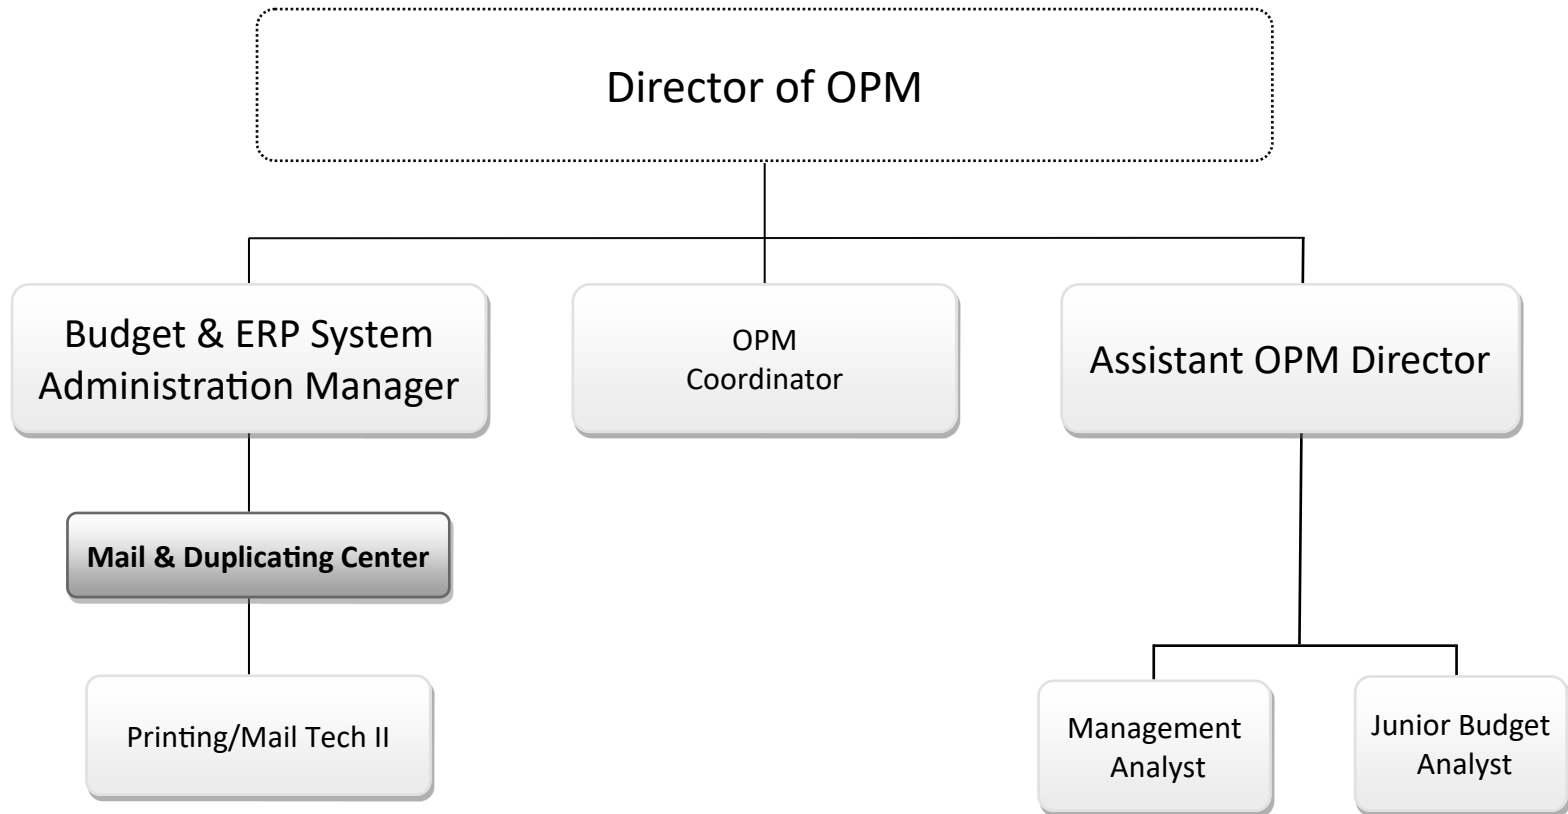 Director of OPM
Budget & ERP System
Administration Manager
OPM
Coordinator
Assistant OPM Director
Mail & Duplicating Center
Printing/Mail Tech II
Management
Analyst
Junior Budget
Analyst